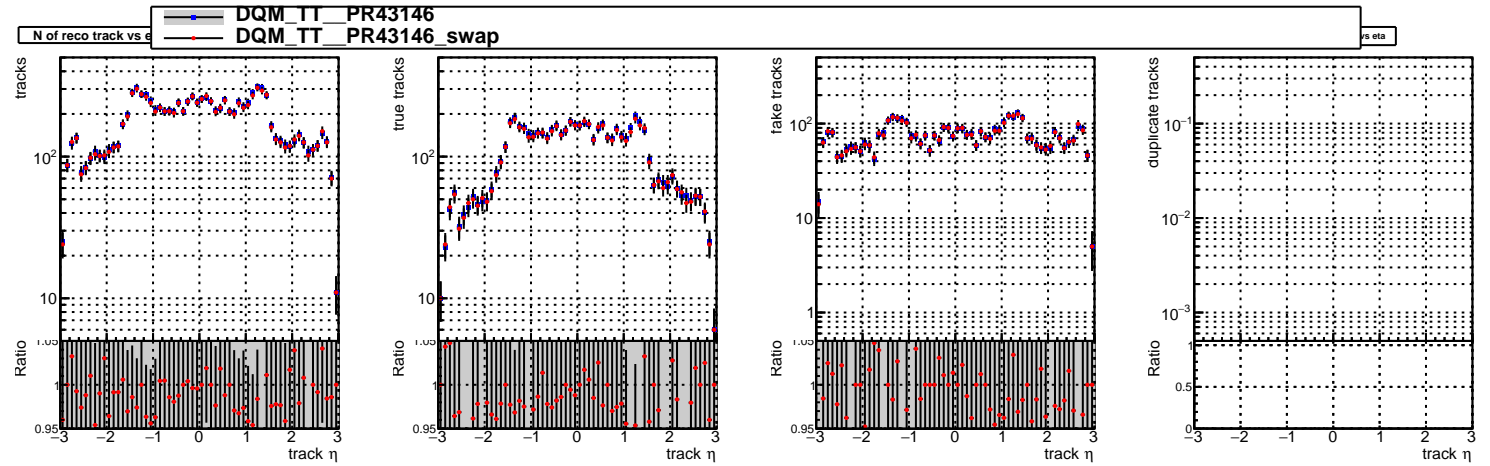 DQM_TT__PR43146
DQM_TT__PR43146_swap
N of reco track vs e
vs eta
tracks
10²
10
Ratio
1.05
1
0.95
−3 −2 −1 0 1 2 3
track η
true tracks
10²
10
Ratio
1.05
1
0.95
−3 −2 −1 0 1 2 3
track η
fake tracks
10²
10
1
Ratio
1.05
1
0.95
−3 −2 −1 0 1 2 3
track η
duplicate tracks
10⁻¹
10⁻²
10⁻³
Ratio
1
0.5
0
−3 −2 −1 0 1 2 3
track η